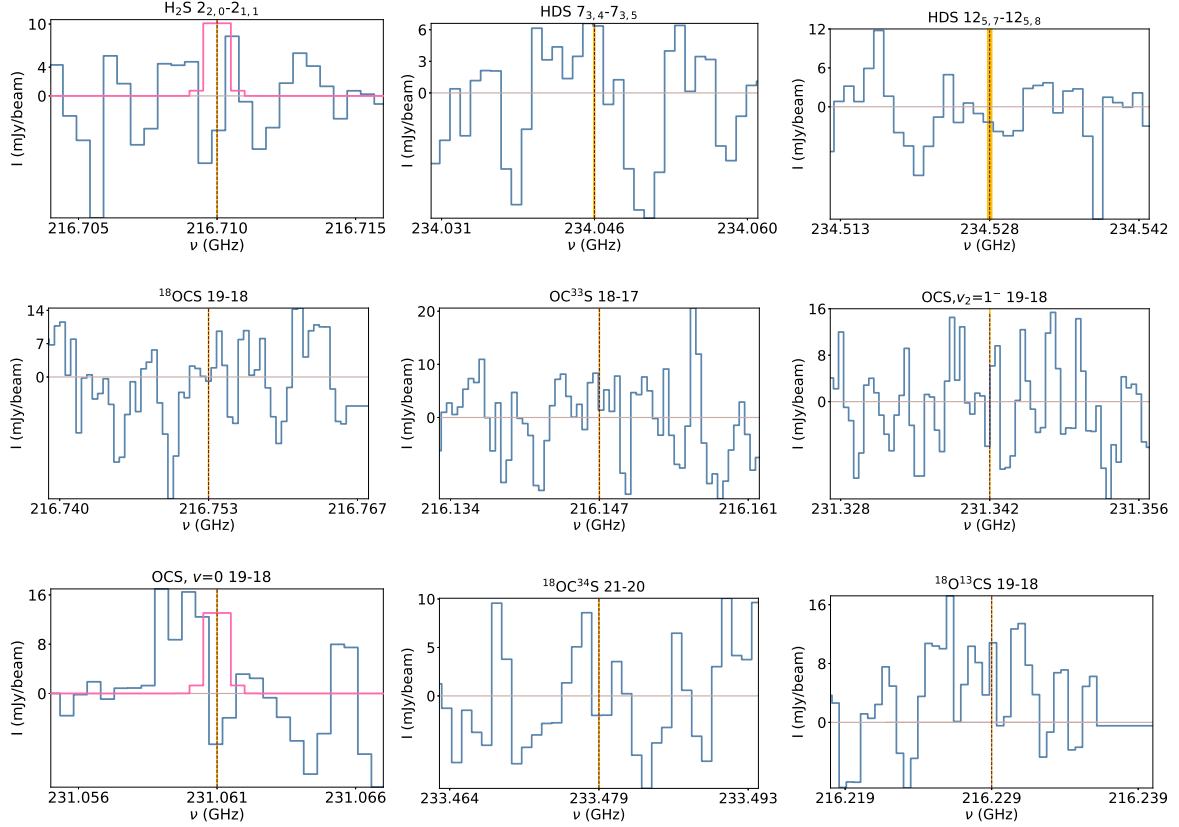 H₂S 2₂,₀-2₁,₁
HDS 7₃,₄-7₃,₅
HDS 12₅,₇-12₅,₈
10
4
0
I (mJy/beam)
216.705 216.710 216.715
ν (GHz)
6
3
0
I (mJy/beam)
234.031 234.046 234.060
ν (GHz)
12
6
0
I (mJy/beam)
234.513 234.528 234.542
ν (GHz)
¹⁸OCS 19-18
OC³³S 18-17
OCS,v₂=1⁻ 19-18
14
7
0
I (mJy/beam)
216.740 216.753 216.767
ν (GHz)
20
10
0
I (mJy/beam)
216.134 216.147 216.161
ν (GHz)
16
8
0
I (mJy/beam)
231.328 231.342 231.356
ν (GHz)
OCS, v=0 19-18
¹⁸OC³⁴S 21-20
¹⁸O¹³CS 19-18
16
8
0
I (mJy/beam)
231.056 231.061 231.066
ν (GHz)
10
5
0
I (mJy/beam)
233.464 233.479 233.493
ν (GHz)
16
8
0
I (mJy/beam)
216.219 216.229 216.239
ν (GHz)